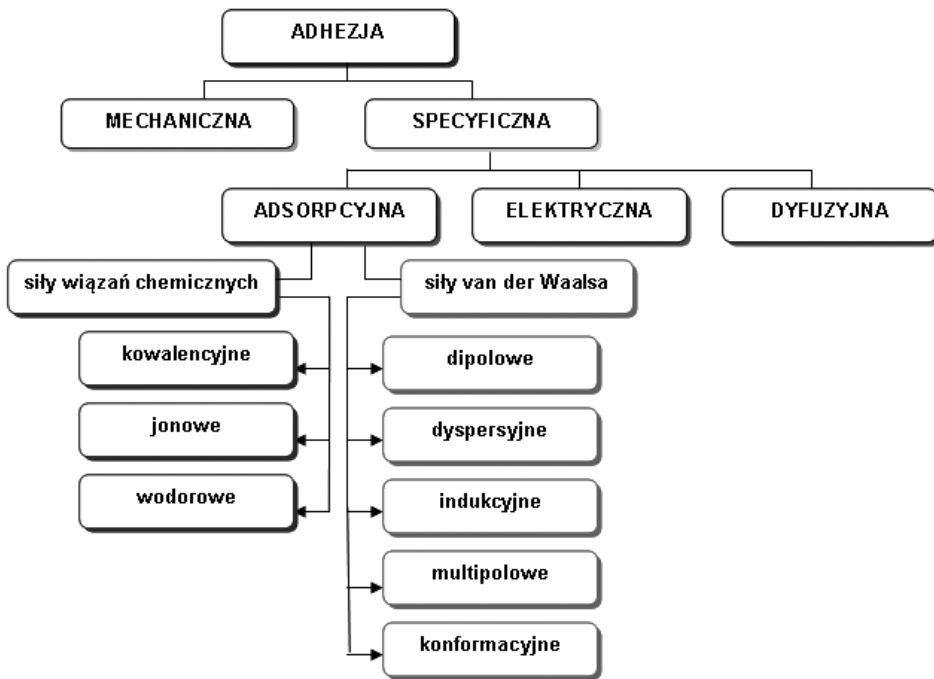 ADHEZJA
MECHANICZNA
SPECYFICZNA
ADSORPCYJNA
ELEKTRYCZNA
DYFUZYJNA
siły wiązań chemicznych
siły van der Waalsa
kowalencyjne
dipolowe
jonowe
dyspersyjne
wodorowe
indukcyjne
multipolowe
konformacyjne